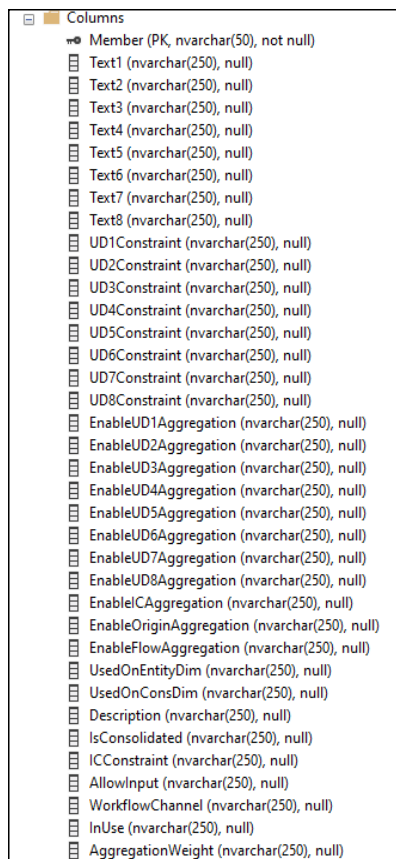 Columns
Member (PK, nvarchar(50), not null)
Text1 (nvarchar(250), null)
Text2 (nvarchar(250), null)
Text3 (nvarchar(250), null)
Text4 (nvarchar(250), null)
Text5 (nvarchar(250), null)
Text6 (nvarchar(250), null)
Text7 (nvarchar(250), null)
Text8 (nvarchar(250), null)
UD1Constraint (nvarchar(250), null)
UD2Constraint (nvarchar(250), null)
UD3Constraint (nvarchar(250), null)
UD4Constraint (nvarchar(250), null)
UD5Constraint (nvarchar(250), null)
UD6Constraint (nvarchar(250), null)
UD7Constraint (nvarchar(250), null)
UD8Constraint (nvarchar(250), null)
EnableUD1Aggregation (nvarchar(250), null)
EnableUD2Aggregation (nvarchar(250), null)
EnableUD3Aggregation (nvarchar(250), null)
EnableUD4Aggregation (nvarchar(250), null)
EnableUD5Aggregation (nvarchar(250), null)
EnableUD6Aggregation (nvarchar(250), null)
EnableUD7Aggregation (nvarchar(250), null)
EnableUD8Aggregation (nvarchar(250), null)
EnableICAggregation (nvarchar(250), null)
EnableOriginAggregation (nvarchar(250), null)
EnableFlowAggregation (nvarchar(250), null)
UsedOnEntityDim (nvarchar(250), null)
UsedOnConsDim (nvarchar(250), null)
Description (nvarchar(250), null)
IsConsolidated (nvarchar(250), null)
ICConstraint (nvarchar(250), null)
AllowInput (nvarchar(250), null)
WorkflowChannel (nvarchar(250), null)
InUse (nvarchar(250), null)
AggregationWeight (nvarchar(250), null)